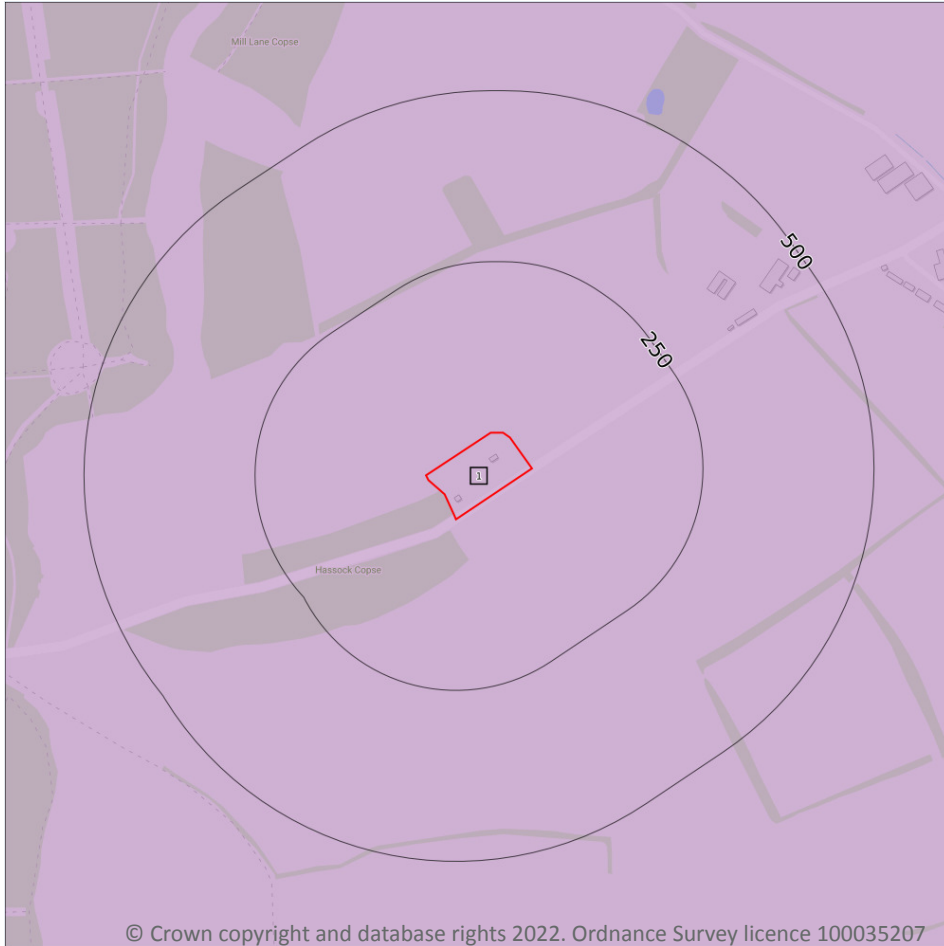 Mill Lane Copse
500
250
1
Hassock Copse
© Crown copyright and database rights 2022. Ordnance Survey licence 100035207